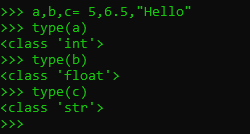 >>> a,b,c= 5,6.5,"Hello"
>>> type(a)
<class 'int'>
>>> type(b)
<class 'float'>
>>> type(c)
<class 'str'>
>>>